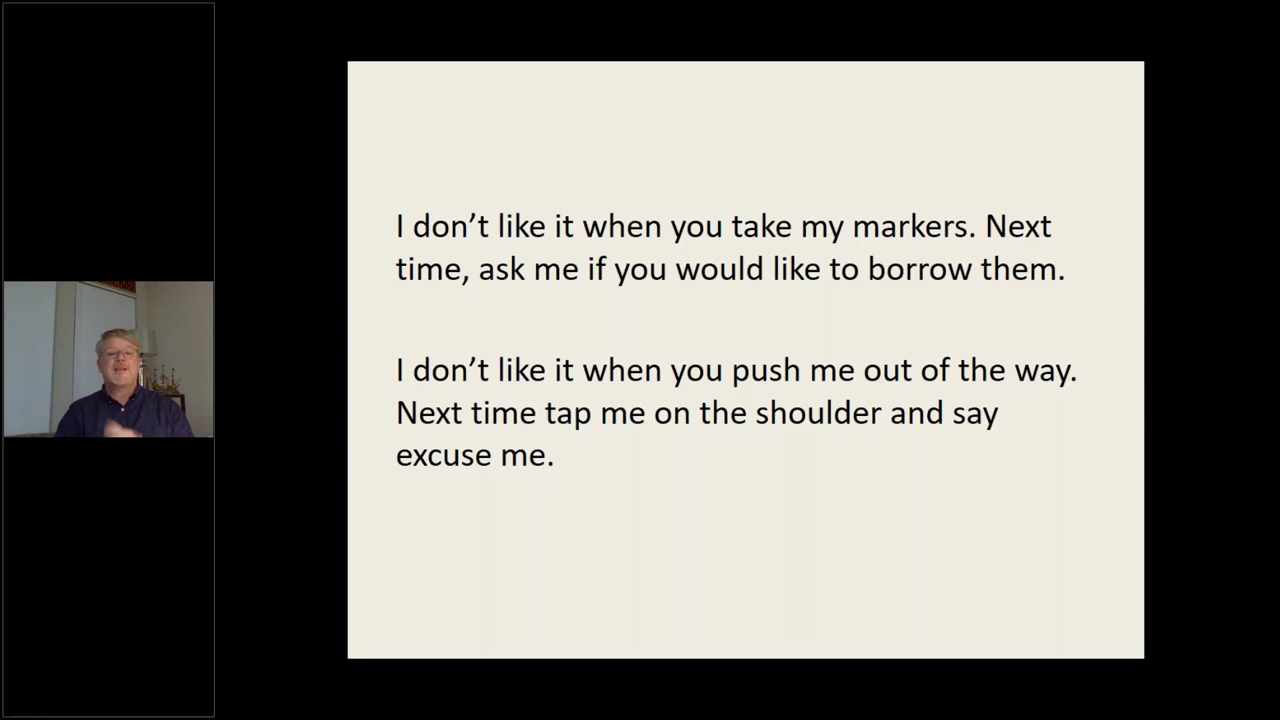 I don’t like it when you take my markers. Next
time, ask me if you would like to borrow them.
I don’t like it when you push me out of the way.
Next time tap me on the shoulder and say
excuse me.